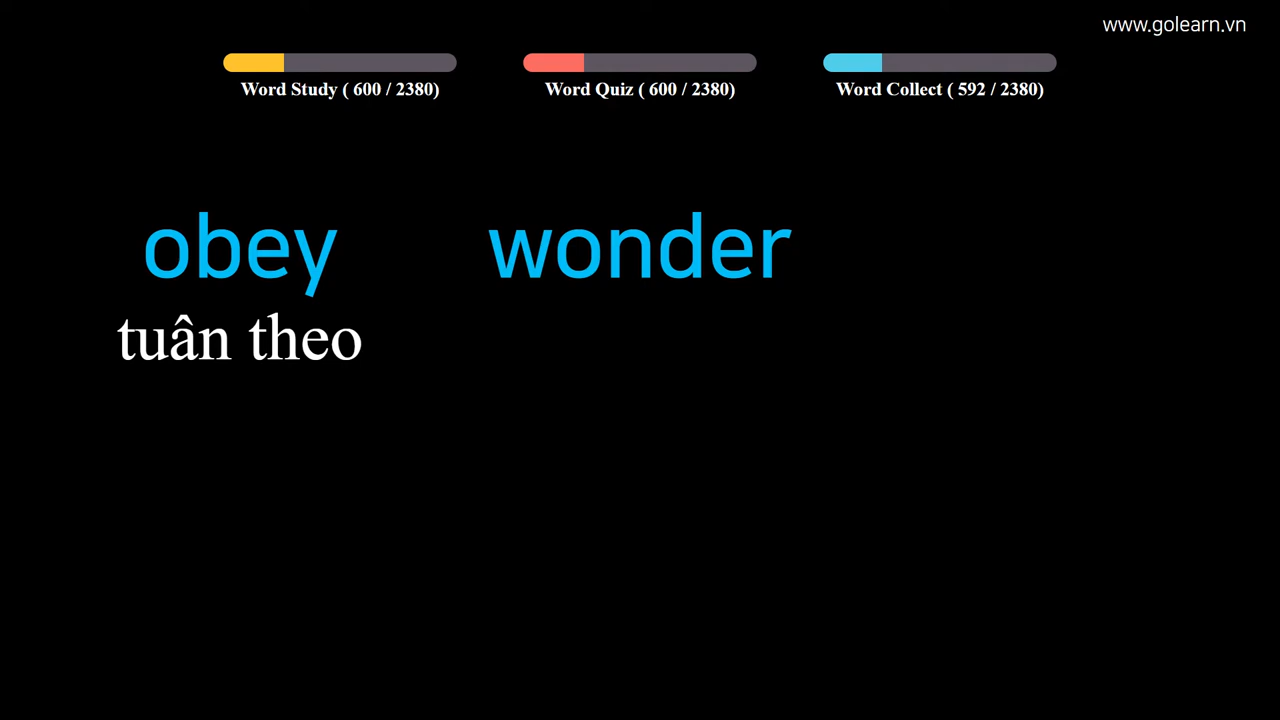 www.golearn.vn
Word Study ( 600 / 2380)
Word Quiz ( 600 / 2380)
Word Collect ( 592 / 2380)
obey
wonder
tuân theo